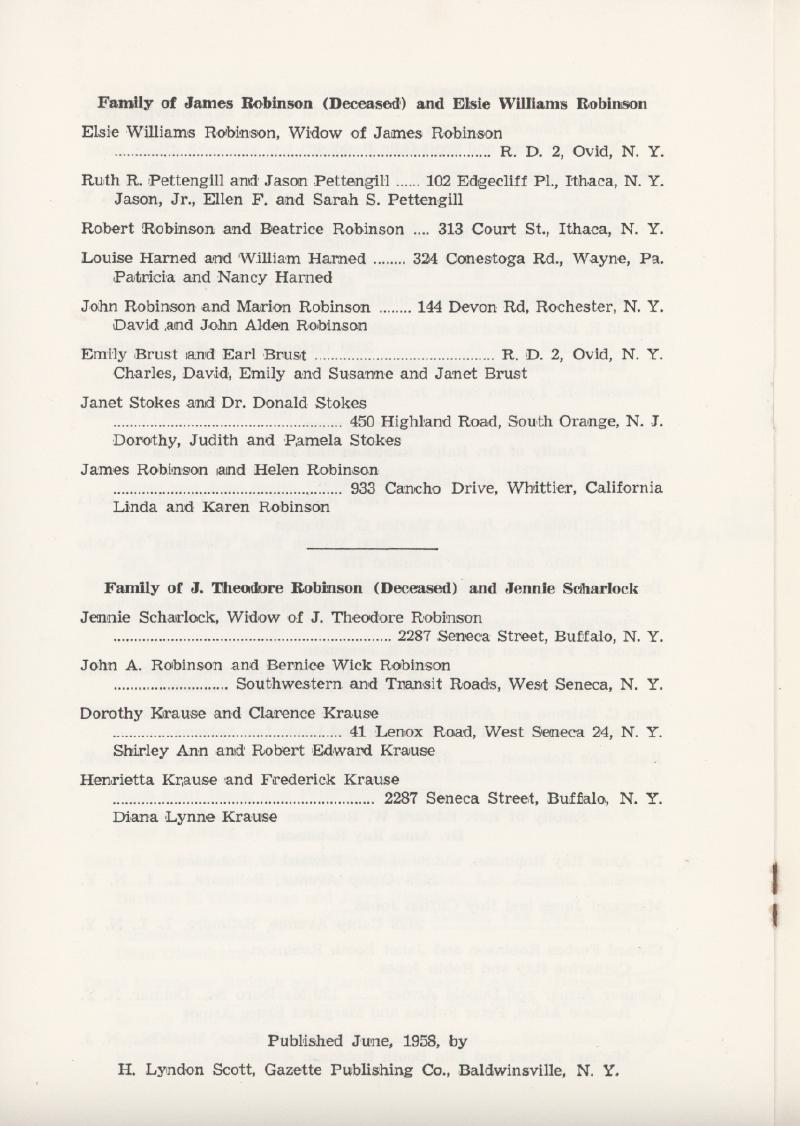 Family of James Robinson (Deceased) and Elsie Williams Robinson
Elsie Williams Robinson, Widow of James Robinson
................................................................ R. D. 2, Ovid, N. Y.
Ruth R. Pettengill and Jason Pettengill ...... 102 Edgecliff Pl., Ithaca, N. Y.
Jason, Jr., Ellen F. and Sarah S. Pettengill
Robert Robinson and Beatrice Robinson .... 313 Court St., Ithaca, N. Y.
Louise Harned and William Harned ........ 324 Conestoga Rd., Wayne, Pa.
Patricia and Nancy Harned
John Robinson and Marion Robinson ........ 144 Devon Rd, Rochester, N. Y.
David and John Alden Robinson
Emily Brust and Earl Brust ............................................ R. D. 2, Ovid, N. Y.
Charles, David, Emily and Susanne and Janet Brust
Janet Stokes and Dr. Donald Stokes
........................................................ 450 Highland Road, South Orange, N. J.
Dorothy, Judith and Pamela Stokes
James Robinson and Helen Robinson
........................................................ 933 Cancho Drive, Whittier, California
Linda and Karen Robinson
Family of J. Theodore Robinson (Deceased) and Jennie Scharlock
Jennie Scharlock, Widow of J. Theodore Robinson
.................................................................... 2287 Seneca Street, Buffalo, N. Y.
John A. Robinson and Bernice Wick Robinson
............................ Southwestern and Transit Roads, West Seneca, N. Y.
Dorothy Krause and Clarence Krause
........................................................ 41 Lenox Road, West Seneca 24, N. Y.
Shirley Ann and Robert Edward Krause
Henrietta Krause and Frederick Krause
................................................................ 2287 Seneca Street, Buffalo, N. Y.
Diana Lynne Krause
Published June, 1958, by
H. Lyndon Scott, Gazette Publishing Co., Baldwinsville, N. Y.